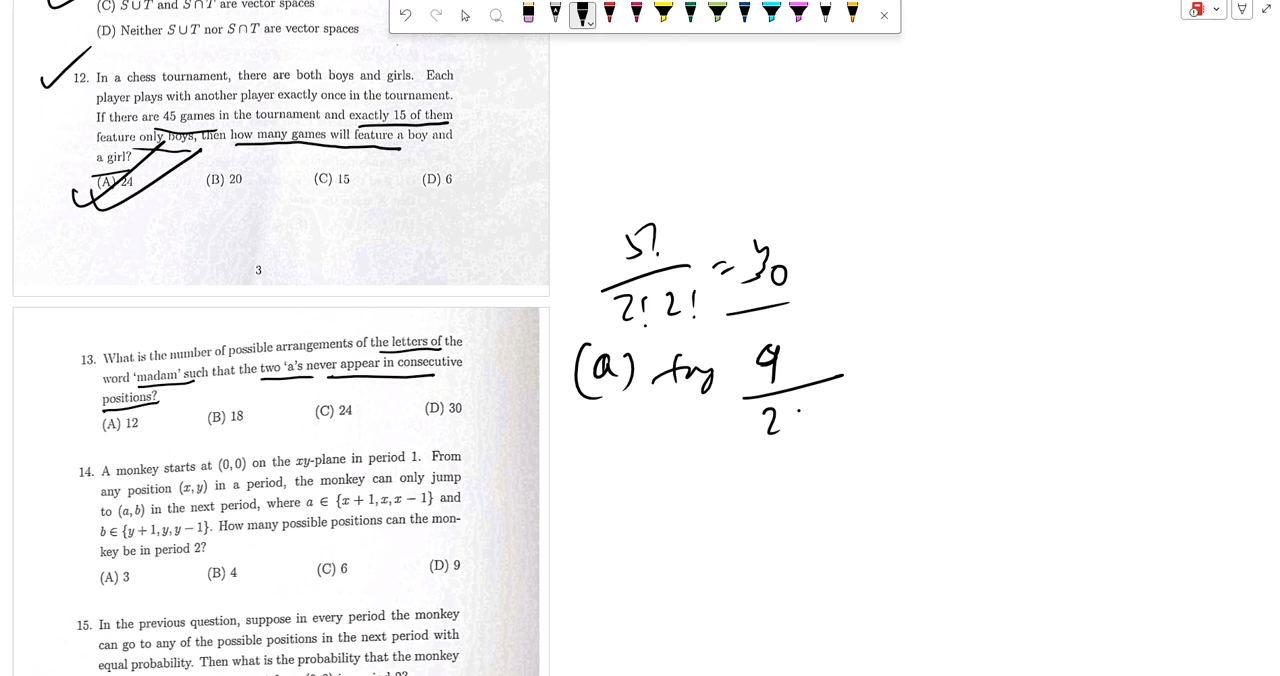 (C) S∪T and S∩T are vector spaces
(D) Neither S∪T nor S∩T are vector spaces
12. In a chess tournament, there are both boys and girls. Each
player plays with another player exactly once in the tournament.
If there are 45 games in the tournament and exactly 15 of them
feature only boys, then how many games will feature a boy and
a girl?
(A) 24 (B) 20 (C) 15 (D) 6
3
13. What is the number of possible arrangements of the letters of the
word 'madam' such that the two 'a's never appear in consecutive
positions?
(A) 12 (B) 18 (C) 24 (D) 30
14. A monkey starts at (0,0) on the xy-plane in period 1. From
any position (x,y) in a period, the monkey can only jump
to (a,b) in the next period, where a ∈ {x+1,x,x−1} and
b ∈ {y+1,y,y−1}. How many possible positions can the mon-
key be in period 2?
(A) 3 (B) 4 (C) 6 (D) 9
15. In the previous question, suppose in every period the monkey
can go to any of the possible positions in the next period with
equal probability. Then what is the probability that the monkey
5!
2! 2!
= 30
(a)
4
2